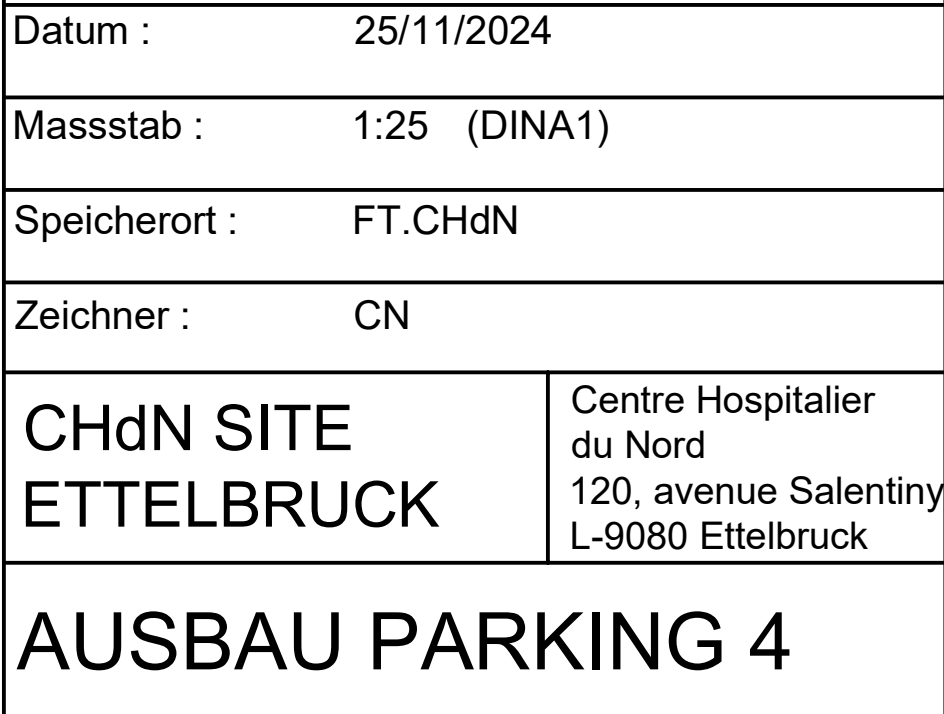 Datum : 25/11/2024
Massstab : 1:25 (DINA1)
Speicherort : FT.CHdN
Zeichner : CN
CHdN SITE
ETTELBRUCK
Centre Hospitalier
du Nord
120, avenue Salentiny
L-9080 Ettelbruck
AUSBAU PARKING 4